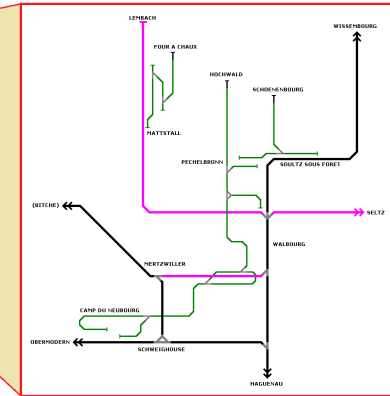 LEMBACH
WISSEMBOURG
FOUR A CHAUX
HOCHWALD
SCHOENENBOURG
MATTSTALL
PECHELBRONN
SOULTZ SOUS FORET
(BITCHE)
SELTZ
WALBOURG
MERTZWILLER
CAMP DU NEUBOURG
OBERMODERN
SCHWEIGHOUSE
HAGUENAU